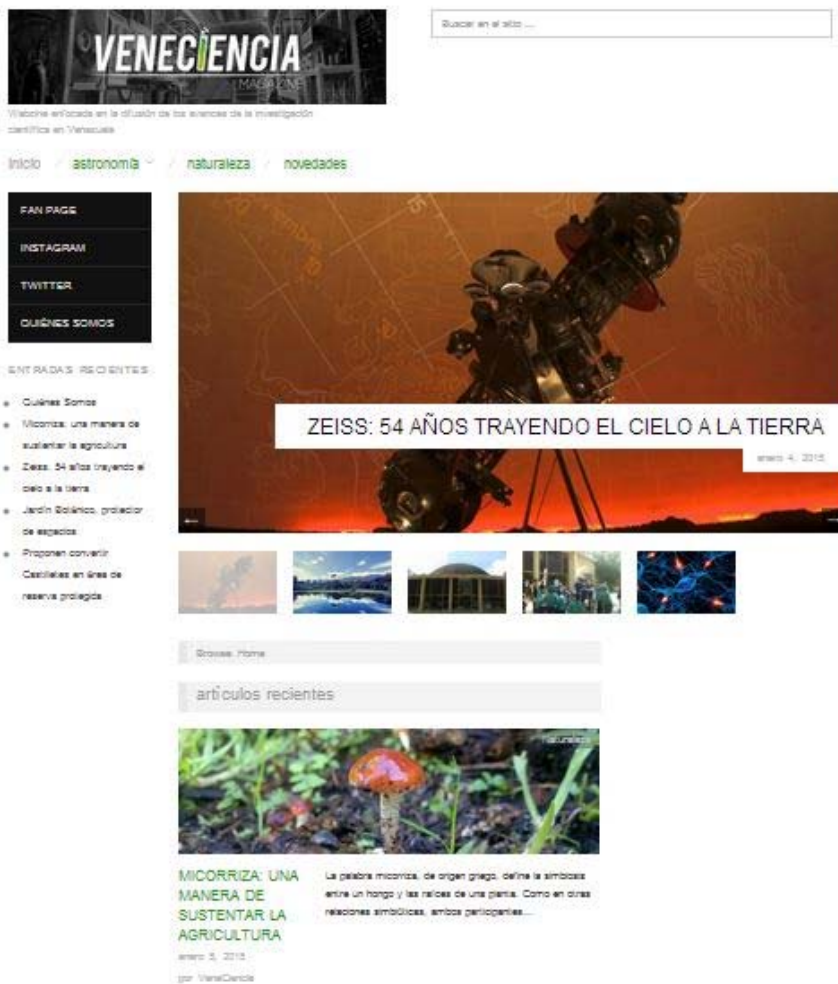 VENECIENCIA
MAGAZINE
Buscar en el sitio ...
Website enfocada en la difusión de los avances de la investigación
científica en Venezuela
Inicio / astronomía / naturaleza / novedades
FAN PAGE
INSTAGRAM
TWITTER
QUIÉNES SOMOS
ENTRADAS RECIENTES
Quiénes Somos
Micorriza: una manera de
sustentar la agricultura
Zeiss: 54 años trayendo el
cielo a la tierra
Jardín Botánico, protector
de espacios
Proponen convertir
Castilletes en área de
reserva protegida
ZEISS: 54 AÑOS TRAYENDO EL CIELO A LA TIERRA
enero 4, 2015
Browse: Home
artículos recientes
naturaleza
MICORRIZA: UNA
MANERA DE
SUSTENTAR LA
AGRICULTURA
enero 5, 2015
por VeneCiencia
La palabra micorriza, de origen griego, define la simbiosis
entre un hongo y las raíces de una planta. Como en otras
relaciones simbióticas, ambos participantes...